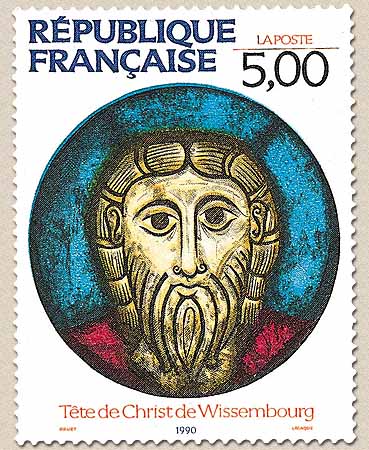 RÉPUBLIQUE
FRANÇAISE
LA POSTE
5,00
Tête de Christ de Wissembourg
1990